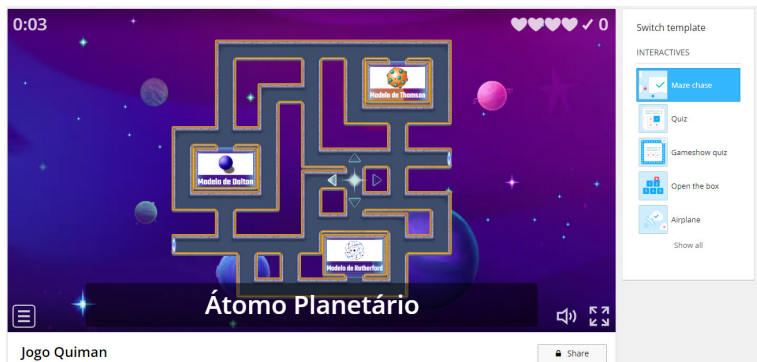 0:03
✓ 0
Modelo de Thomson
Modelo de Dalton
Modelo de Rutherford
Átomo Planetário
Jogo Quiman
Share
Switch template
INTERACTIVES
Maze chase
Quiz
Gameshow quiz
Open the box
Airplane
Show all